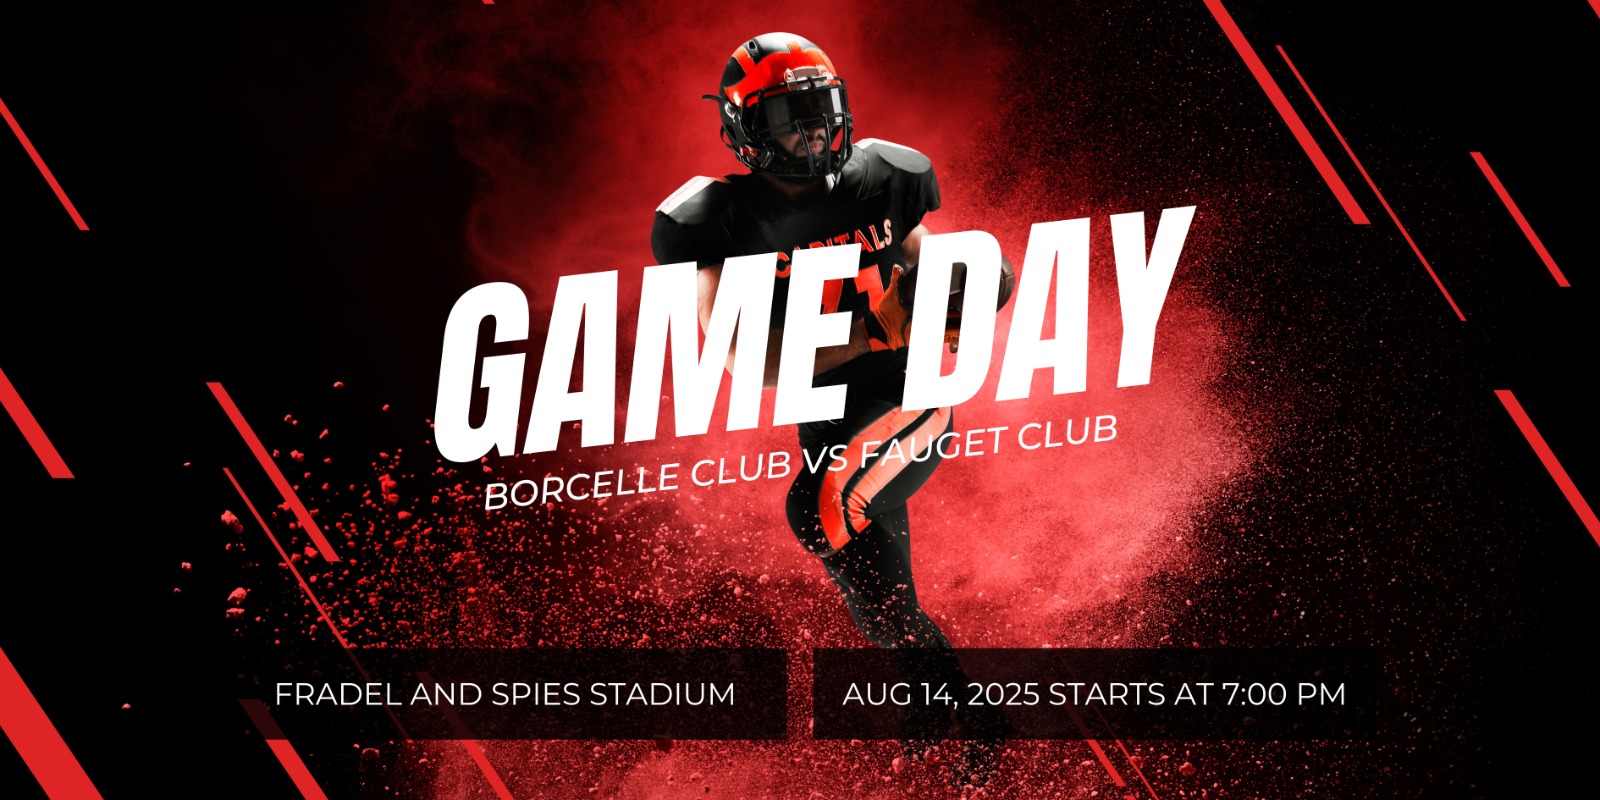 CAPITALS
GAME DAY
BORCELLE CLUB VS FAUGET CLUB
FRADEL AND SPIES STADIUM
AUG 14, 2025 STARTS AT 7:00 PM